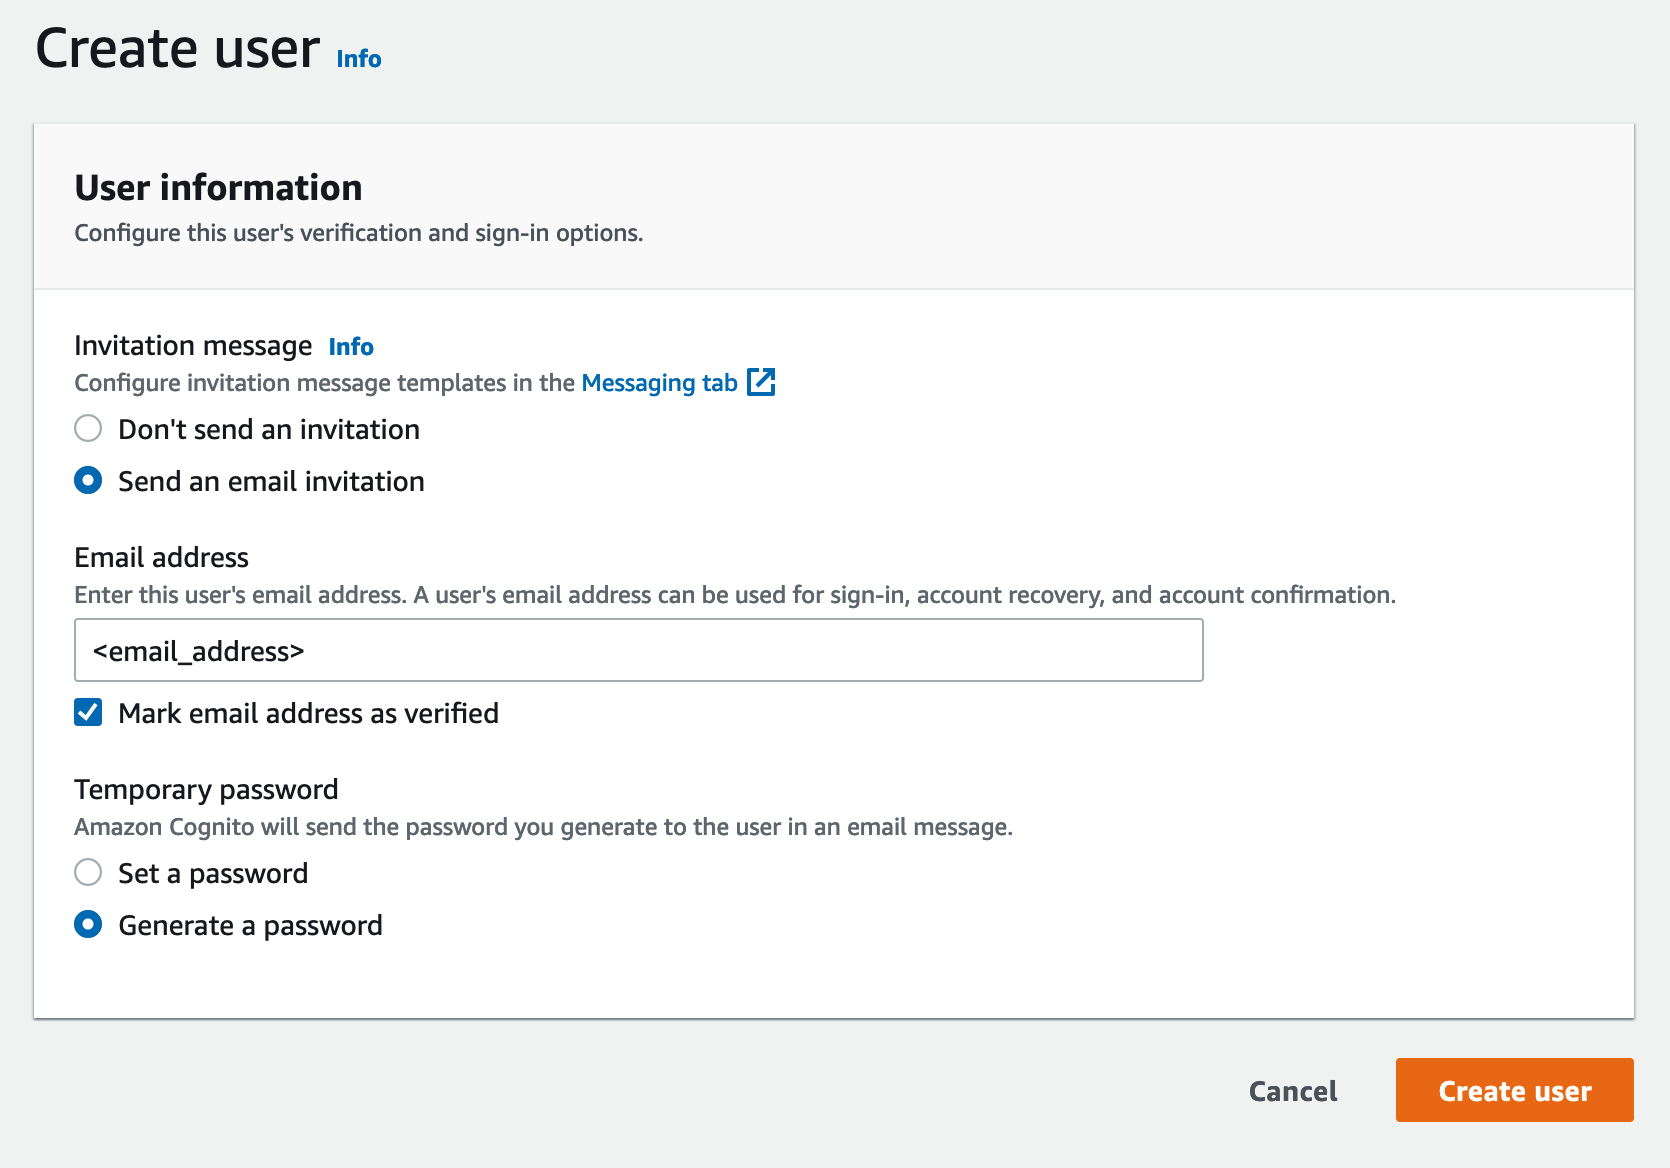 Create user Info
User information
Configure this user's verification and sign-in options.
Invitation message Info
Configure invitation message templates in the Messaging tab
Don't send an invitation
Send an email invitation
Email address
Enter this user's email address. A user's email address can be used for sign-in, account recovery, and account confirmation.
<email_address>
Mark email address as verified
Temporary password
Amazon Cognito will send the password you generate to the user in an email message.
Set a password
Generate a password
Cancel Create user